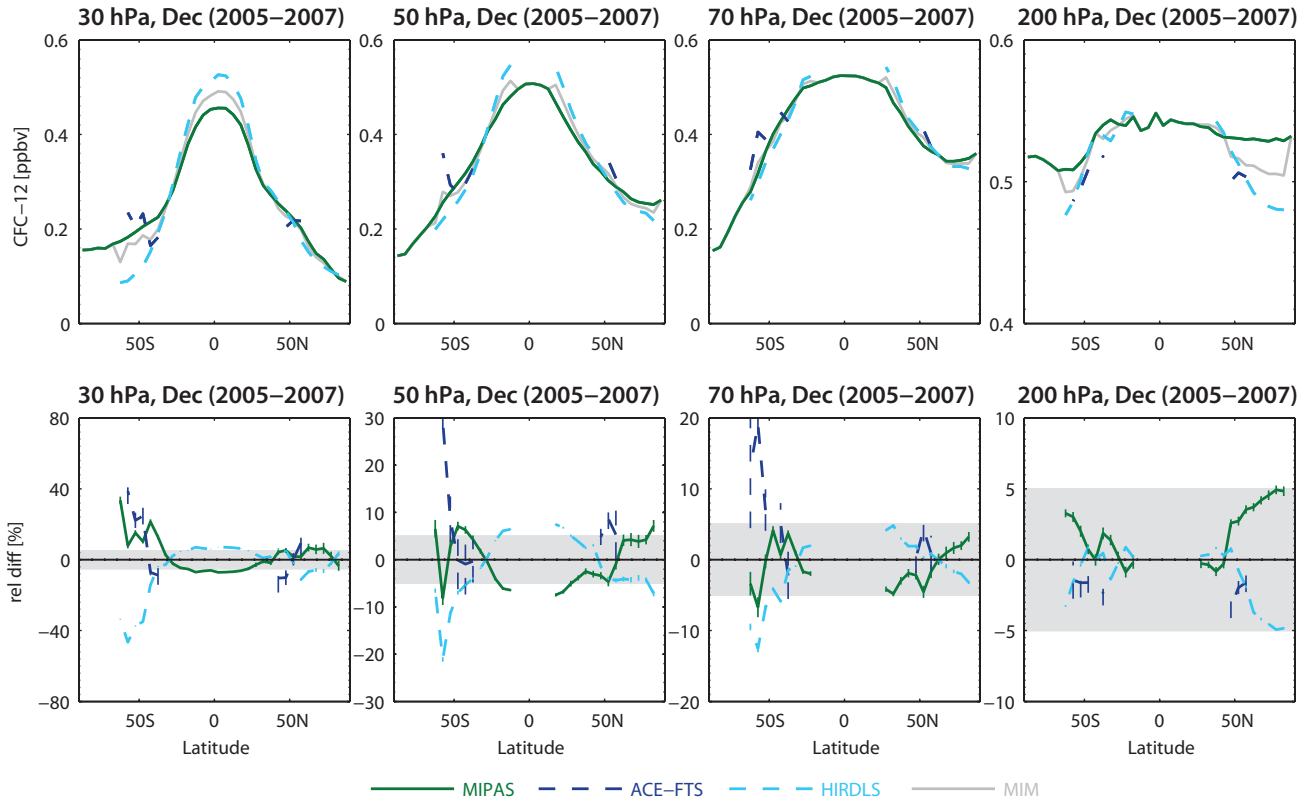 30 hPa, Dec (2005−2007)
50 hPa, Dec (2005−2007)
70 hPa, Dec (2005−2007)
200 hPa, Dec (2005−2007)
CFC−12 [ppbv]
0.6
0.4
0.2
0
50S 0 50N
0.6
0.4
0.2
0
50S 0 50N
0.6
0.4
0.2
0
50S 0 50N
0.6
0.5
0.4
50S 0 50N
30 hPa, Dec (2005−2007)
50 hPa, Dec (2005−2007)
70 hPa, Dec (2005−2007)
200 hPa, Dec (2005−2007)
rel diff [%]
80
40
0
−40
−80
50S 0 50N
Latitude
30
20
10
0
−10
−20
−30
50S 0 50N
Latitude
20
10
5
0
−5
−10
−20
50S 0 50N
Latitude
10
5
0
−5
−10
50S 0 50N
Latitude
MIPAS ACE−FTS HIRDLS MIM